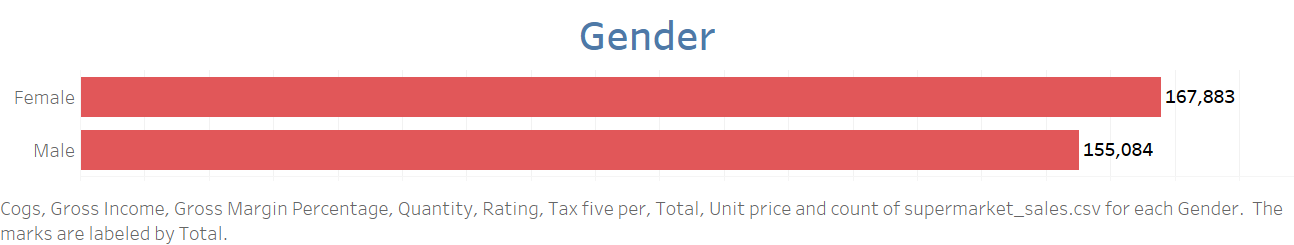 Gender
Female 167,883
Male 155,084
Cogs, Gross Income, Gross Margin Percentage, Quantity, Rating, Tax five per, Total, Unit price and count of supermarket_sales.csv for each Gender.  The
marks are labeled by Total.